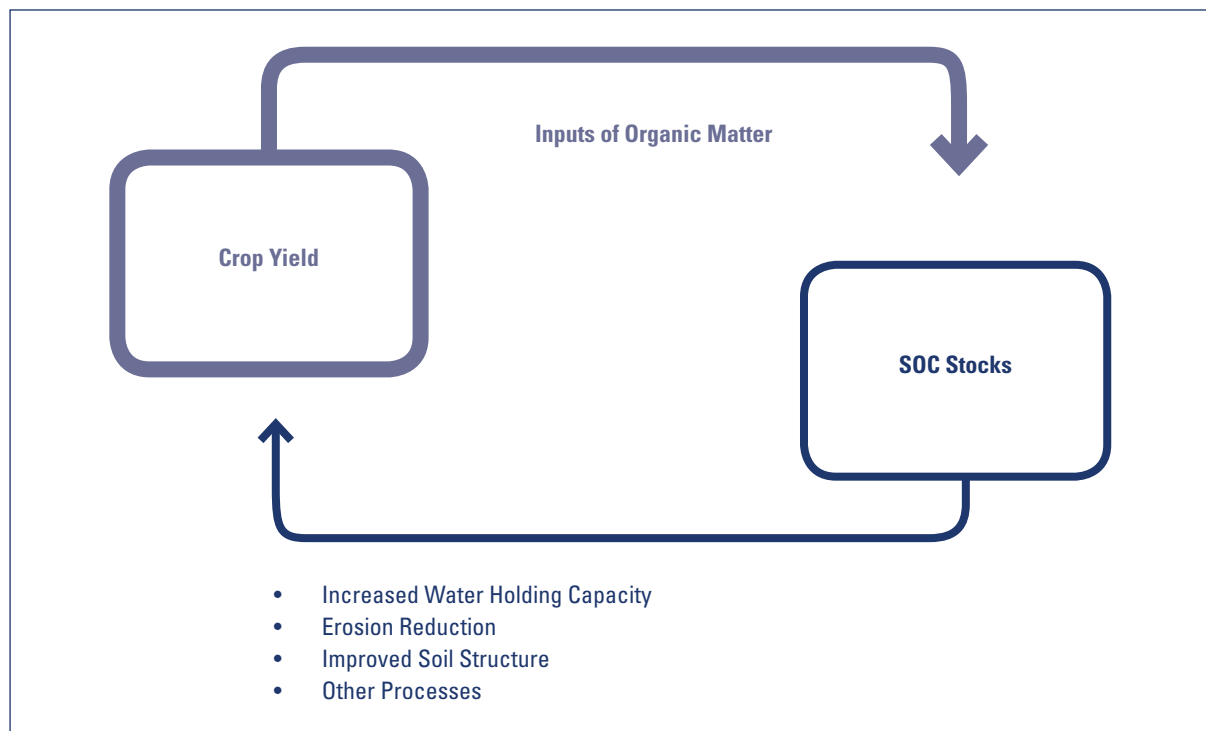 Inputs of Organic Matter
Crop Yield
SOC Stocks
• Increased Water Holding Capacity
• Erosion Reduction
• Improved Soil Structure
• Other Processes